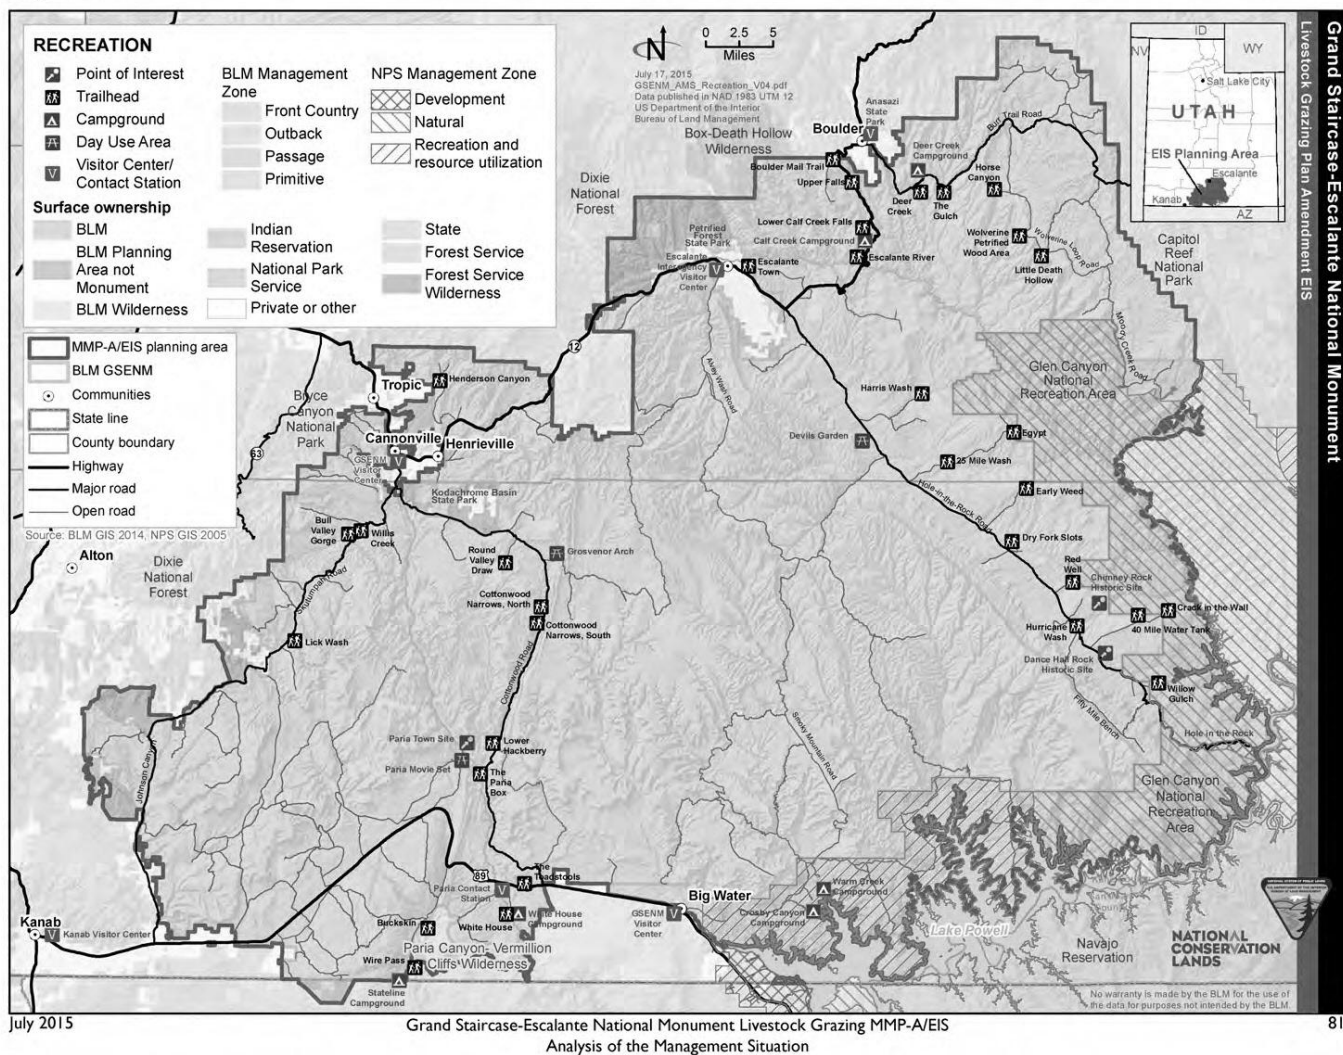 Grand Staircase-Escalante National Monument
Livestock Grazing Plan Amendment EIS
RECREATION
Point of Interest
Trailhead
Campground
Day Use Area
Visitor Center/
Contact Station
BLM Management
Zone
Front Country
Outback
Passage
Primitive
NPS Management Zone
Development
Natural
Recreation and
resource utilization
Surface ownership
BLM
BLM Planning
Area not
Monument
BLM Wilderness
Indian
Reservation
National Park
Service
Private or other
State
Forest Service
Forest Service
Wilderness
MMP-A/EIS planning area
BLM GSENM
Communities
State line
County boundary
Highway
Major road
Open road
Source: BLM GIS 2014, NPS GIS 2005
N
0 2.5 5
Miles
July 17, 2015
GSENM_AMS_Recreation_V04.pdf
Data published in NAD 1983 UTM 12
US Department of the Interior
Bureau of Land Management
ID
NV
WY
Salt Lake City
UTAH
EIS Planning Area
Escalante
Kanab
AZ
Anasazi
State
Park
Boulder
Box-Death Hollow
Wilderness
Burr Trail Road
Deer Creek
Campground
Boulder Mail Trail
Upper Falls
Horse
Canyon
Deer
Creek
The
Gulch
Dixie
National
Forest
Lower Calf Creek Falls
Calf Creek Campground
Escalante River
Wolverine
Petrified
Wood Area
Wolverine Loop Road
Little Death
Hollow
Capitol
Reef
National
Park
Petrified
Forest
State Park
Escalante
Interagency
Visitor
Center
Escalante
Town
12
Moody Creek Road
Glen Canyon
National
Recreation Area
Tropic
Henderson Canyon
Bryce
Canyon
National
Park
Alvey Wash Road
Harris Wash
Cannonville
Henrieville
63
GSENM
Visitor
Center
Devils Garden
Egypt
25 Mile Wash
Kodachrome Basin
State Park
Hole-in-the-Rock Road
Early Weed
Bull
Valley
Gorge
Willis
Creek
Alton
Dixie
National
Forest
Skutumpah Road
Round
Valley
Draw
Grosvenor Arch
Dry Fork Slots
Red
Well
Chimney Rock
Historic Site
Cottonwood
Narrows, North
Cottonwood
Narrows, South
Crack in the Wall
40 Mile Water Tank
Hurricane
Wash
Lick Wash
Cottonwood Road
Dance Hall Rock
Historic Site
Willow
Gulch
Fifty Mile Bench
Hole in the Rock
Smoky Mountain Road
Paria Town Site
Lower
Hackberry
Paria Movie Set
The
Paria
Box
Johnson Canyon
Glen Canyon
National
Recreation
Area
89
The
Toadstools
Paria Contact
Station
Big Water
Warm Creek
Campground
GSENM
Visitor
Center
Crosby Canyon
Campground
Kanab
Kanab Visitor Center
Buckskin
White House
White House
Campground
Lake Powell
Paria Canyon- Vermillion
Cliffs Wilderness
Wire Pass
Stateline
Campground
Navajo
Reservation
NATIONAL
CONSERVATION
LANDS
No warranty is made by the BLM for the use of
the data for purposes not intended by the BLM.
July 2015
Grand Staircase-Escalante National Monument Livestock Grazing MMP-A/EIS
Analysis of the Management Situation
81